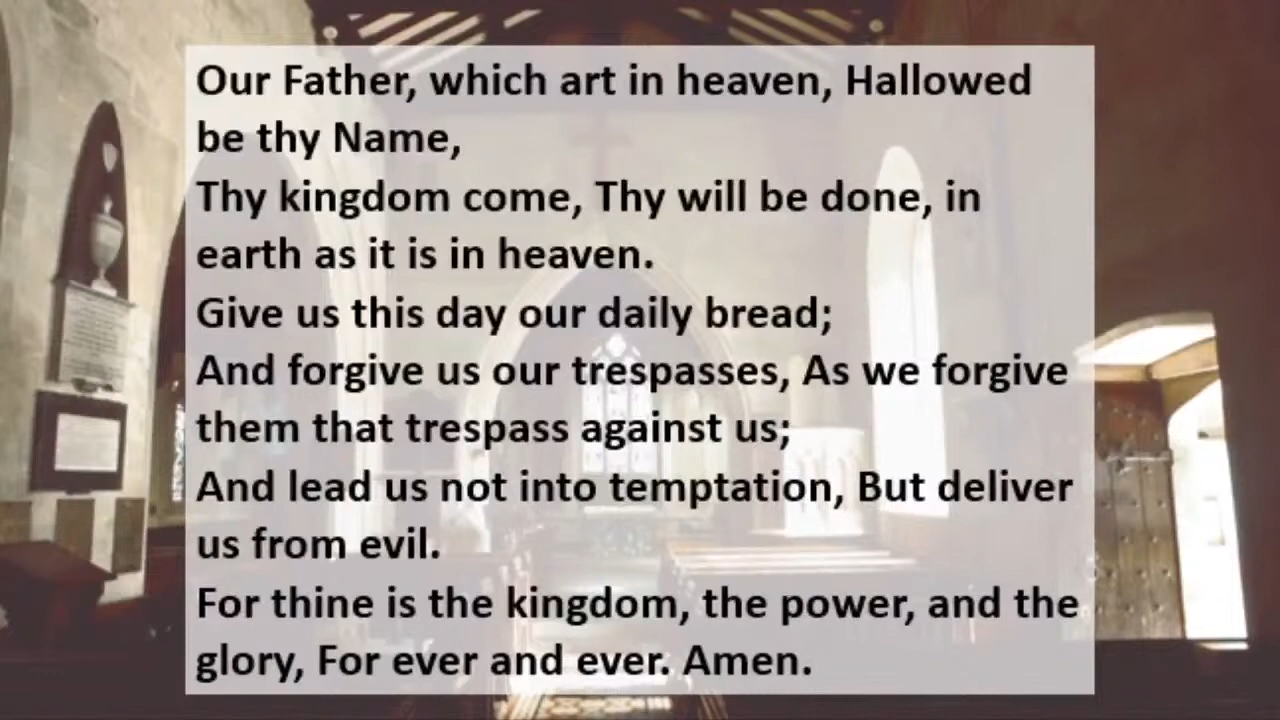 Our Father, which art in heaven, Hallowed
be thy Name,
Thy kingdom come, Thy will be done, in
earth as it is in heaven.
Give us this day our daily bread;
And forgive us our trespasses, As we forgive
them that trespass against us;
And lead us not into temptation, But deliver
us from evil.
For thine is the kingdom, the power, and the
glory, For ever and ever. Amen.